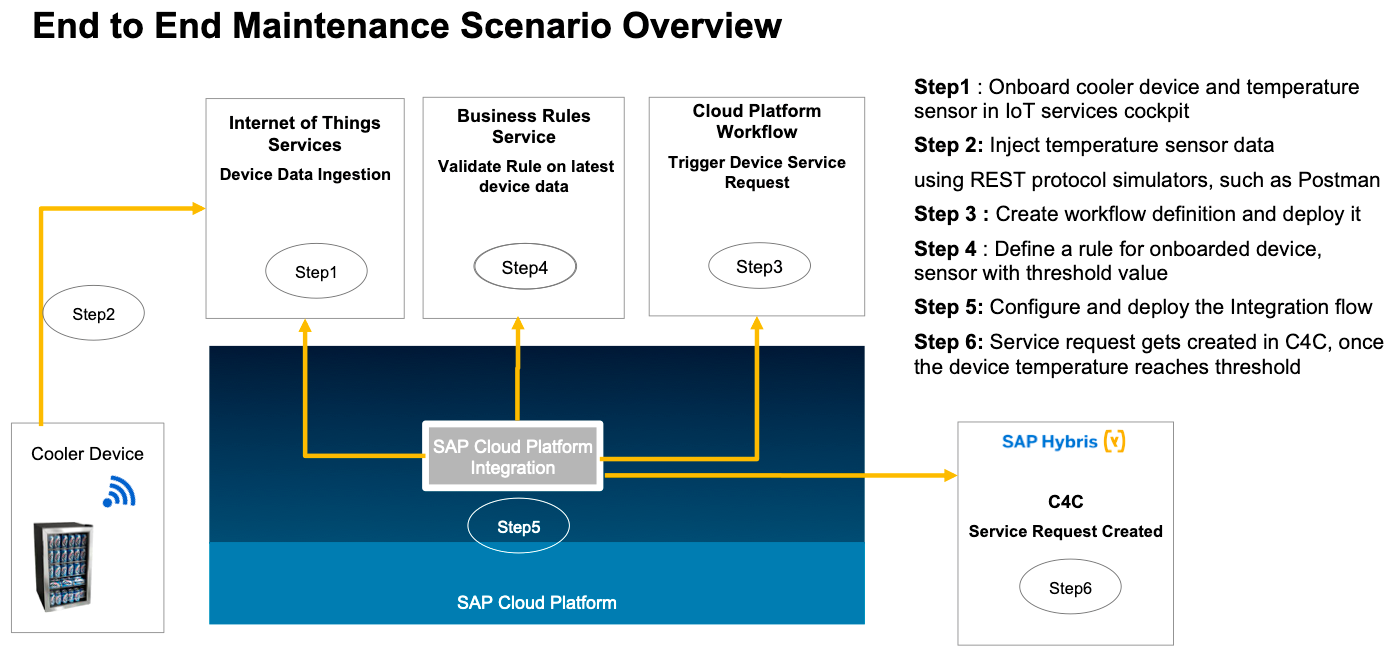 End to End Maintenance Scenario Overview
Internet of Things
Services
Device Data Ingestion
Step1
Business Rules
Service
Validate Rule on latest
device data
Step4
Cloud Platform
Workflow
Trigger Device Service
Request
Step3
Step1 : Onboard cooler device and temperature
sensor in IoT services cockpit
Step 2: Inject temperature sensor data
using REST protocol simulators, such as Postman
Step 3 : Create workflow definition and deploy it
Step 4 : Define a rule for onboarded device,
sensor with threshold value
Step 5: Configure and deploy the Integration flow
Step 6: Service request gets created in C4C, once
the device temperature reaches threshold
Step2
Cooler Device
SAP Cloud Platform
Integration
Step5
SAP Cloud Platform
SAP Hybris
C4C
Service Request Created
Step6